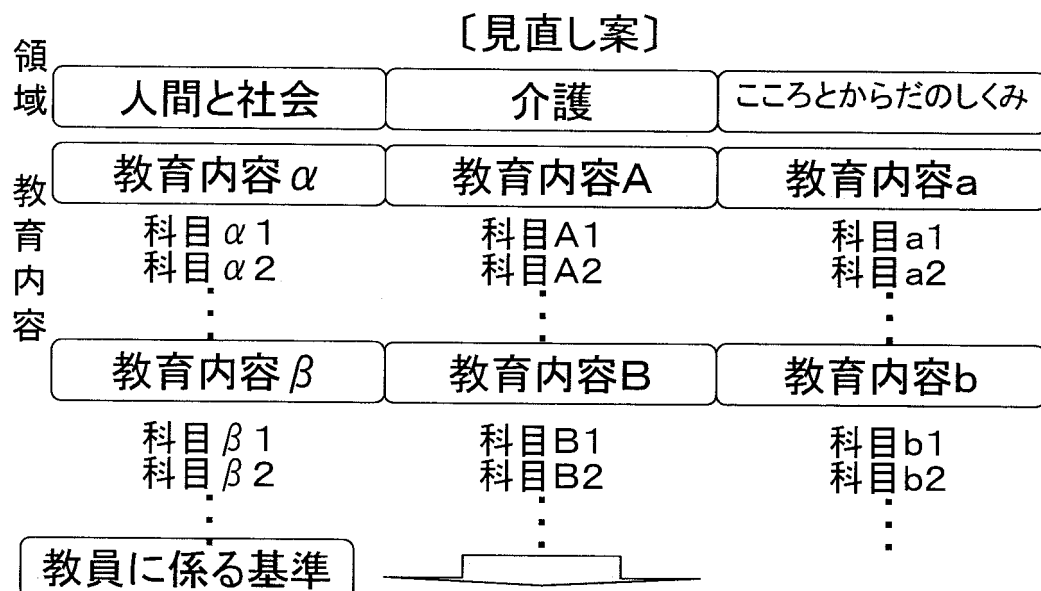 〔見直し案〕
領域
人間と社会
介護
こころとからだのしくみ
教育内容
教育内容α
教育内容A
教育内容a
科目α1
科目A1
科目a1
科目α2
科目A2
科目a2
教育内容β
教育内容B
教育内容b
科目β1
科目B1
科目b1
科目β2
科目B2
科目b2
教員に係る基準